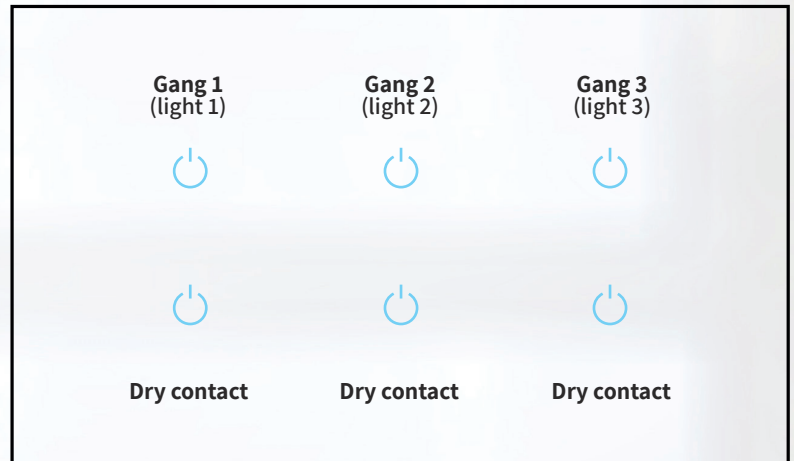 Gang 1
(light 1)
Gang 2
(light 2)
Gang 3
(light 3)
Dry contact
Dry contact
Dry contact